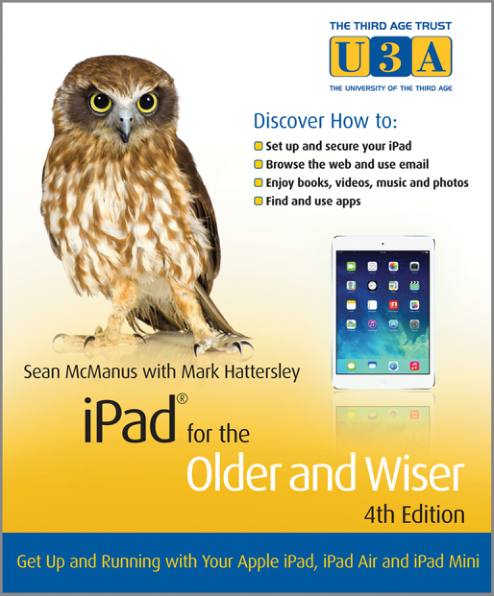 THE THIRD AGE TRUST
U3A
THE UNIVERSITY OF THE THIRD AGE
Discover How to:
Set up and secure your iPad
Browse the web and use email
Enjoy books, videos, music and photos
Find and use apps
Sean McManus with Mark Hattersley
iPad® for the
Older and Wiser
4th Edition
Get Up and Running with Your Apple iPad, iPad Air and iPad Mini